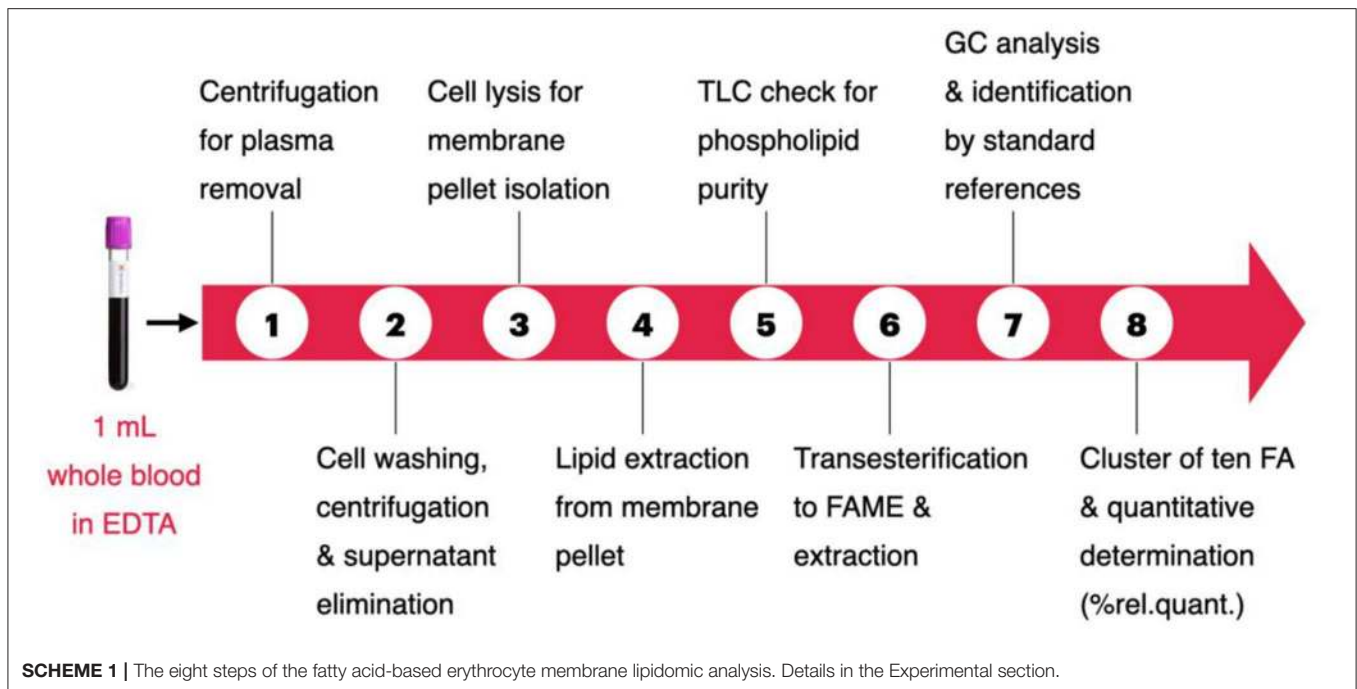 Centrifugation
for plasma
removal
Cell lysis for
membrane
pellet isolation
TLC check for
phospholipid
purity
GC analysis
& identification
by standard
references
1 2 3 4 5 6 7 8
1 mL
whole blood
in EDTA
Cell washing,
centrifugation
& supernatant
elimination
Lipid extraction
from membrane
pellet
Transesterification
to FAME &
extraction
Cluster of ten FA
& quantitative
determination
(%rel.quant.)
SCHEME 1 | The eight steps of the fatty acid-based erythrocyte membrane lipidomic analysis. Details in the Experimental section.